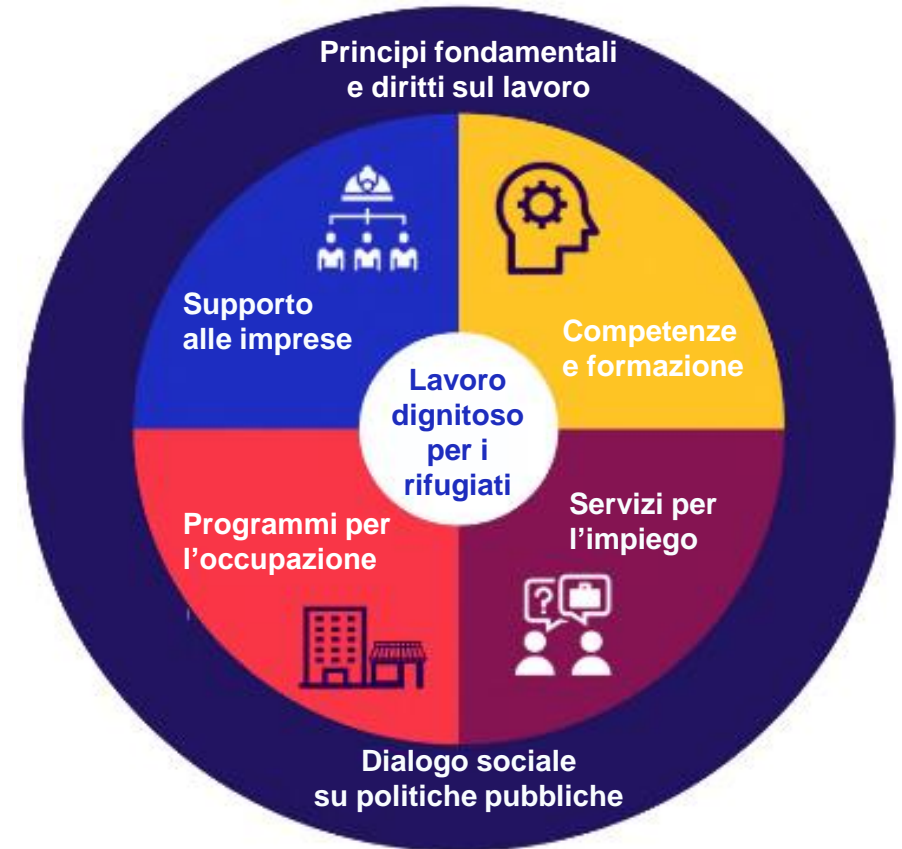 Principi fondamentali
e diritti sul lavoro
Supporto
alle imprese
Competenze
e formazione
Lavoro
dignitoso
per i
rifugiati
Programmi per
l’occupazione
Servizi per
l’impiego
?
Dialogo sociale
su politiche pubbliche